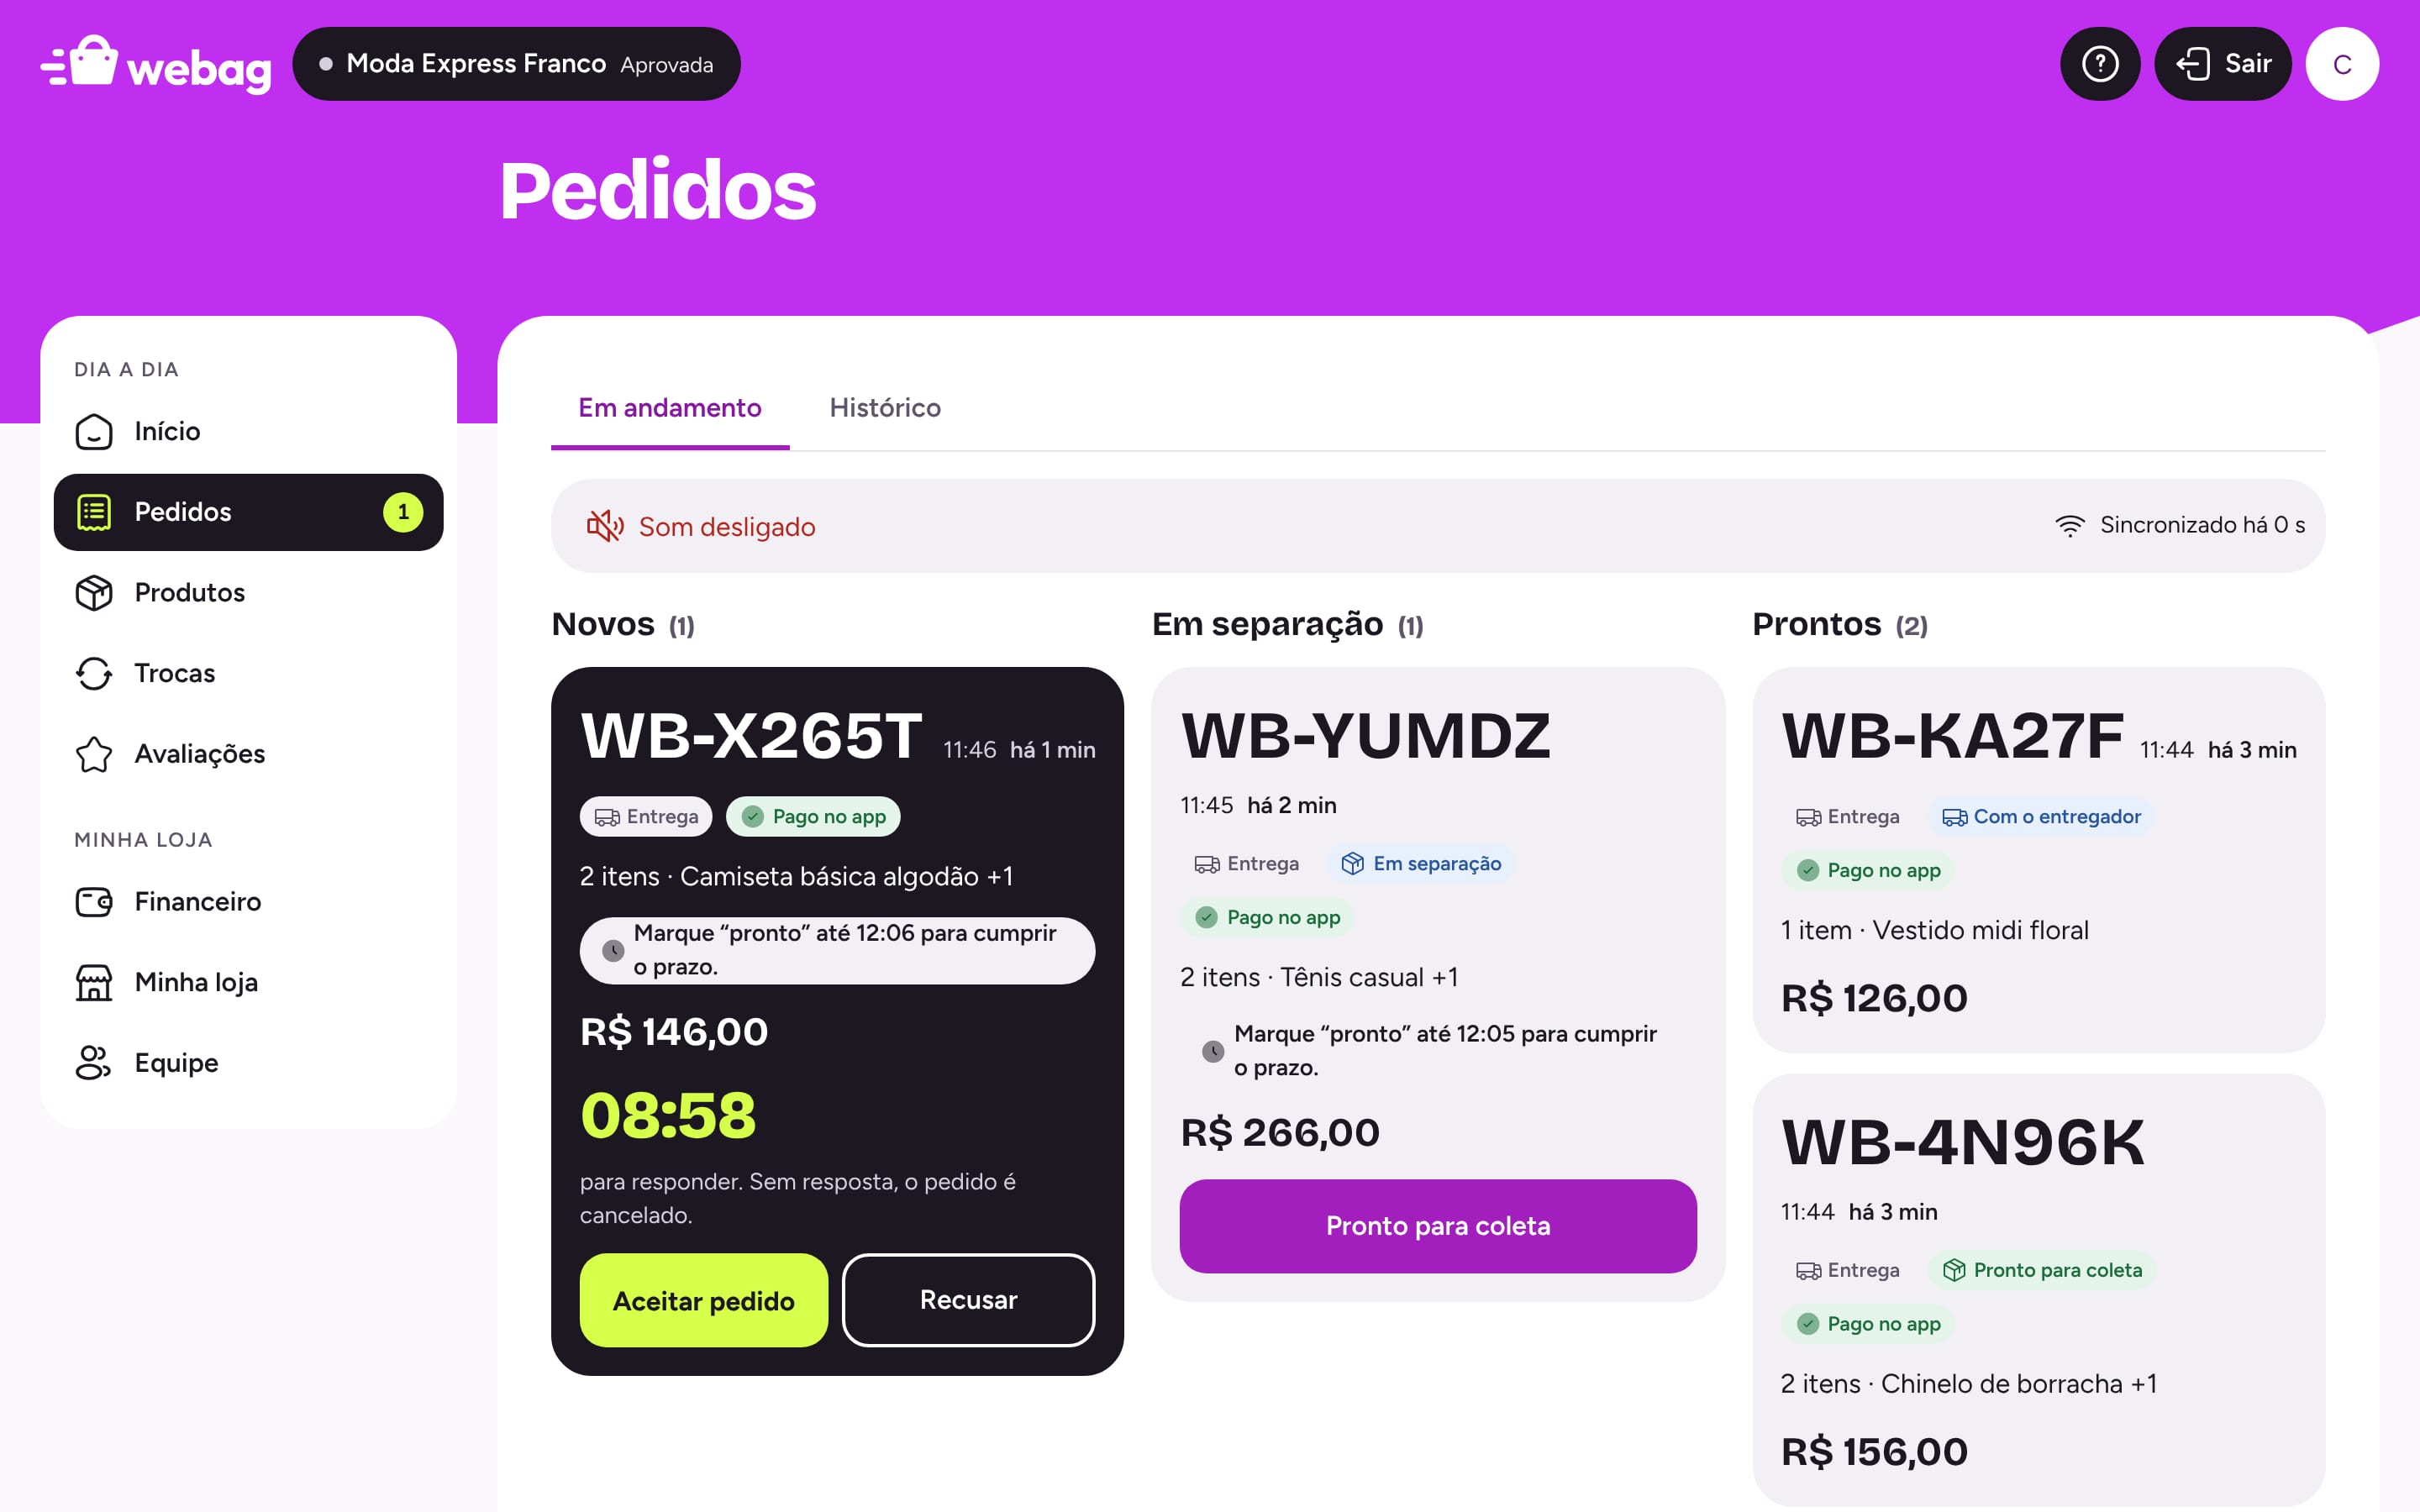 webag
Moda Express Franco Aprovada
Sair
C
Pedidos
DIA A DIA
Início
Pedidos 1
Produtos
Trocas
Avaliações
MINHA LOJA
Financeiro
Minha loja
Equipe
Em andamento
Histórico
Som desligado
Sincronizado há 0 s
Novos (1)
WB-X265T 11:46 há 1 min
Entrega
Pago no app
2 itens · Camiseta básica algodão +1
Marque “pronto” até 12:06 para cumprir
o prazo.
R$ 146,00
08:58
para responder. Sem resposta, o pedido é
cancelado.
Aceitar pedido
Recusar
Em separação (1)
WB-YUMDZ
11:45 há 2 min
Entrega
Em separação
Pago no app
2 itens · Tênis casual +1
Marque “pronto” até 12:05 para cumprir
o prazo.
R$ 266,00
Pronto para coleta
Prontos (2)
WB-KA27F 11:44 há 3 min
Entrega
Com o entregador
Pago no app
1 item · Vestido midi floral
R$ 126,00
WB-4N96K
11:44 há 3 min
Entrega
Pronto para coleta
Pago no app
2 itens · Chinelo de borracha +1
R$ 156,00